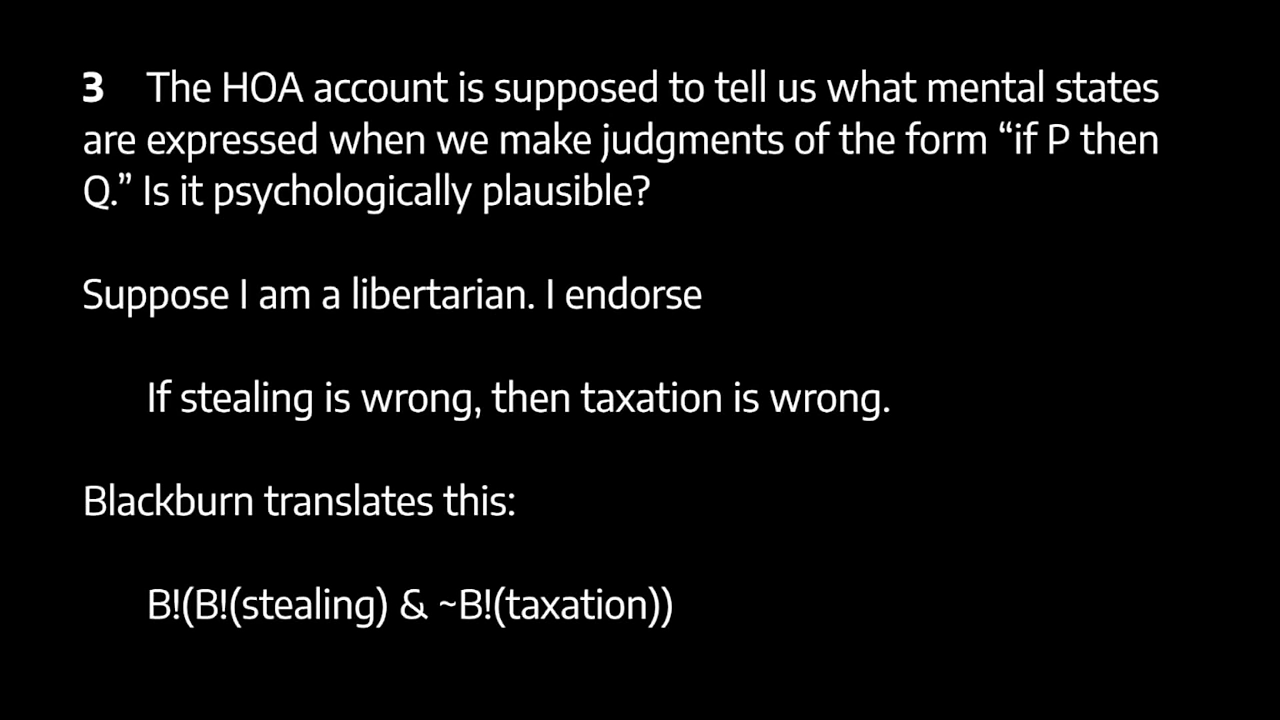 3 The HOA account is supposed to tell us what mental states
are expressed when we make judgments of the form “if P then
Q.” Is it psychologically plausible?
Suppose I am a libertarian. I endorse
If stealing is wrong, then taxation is wrong.
Blackburn translates this:
B!(B!(stealing) & ~B!(taxation))